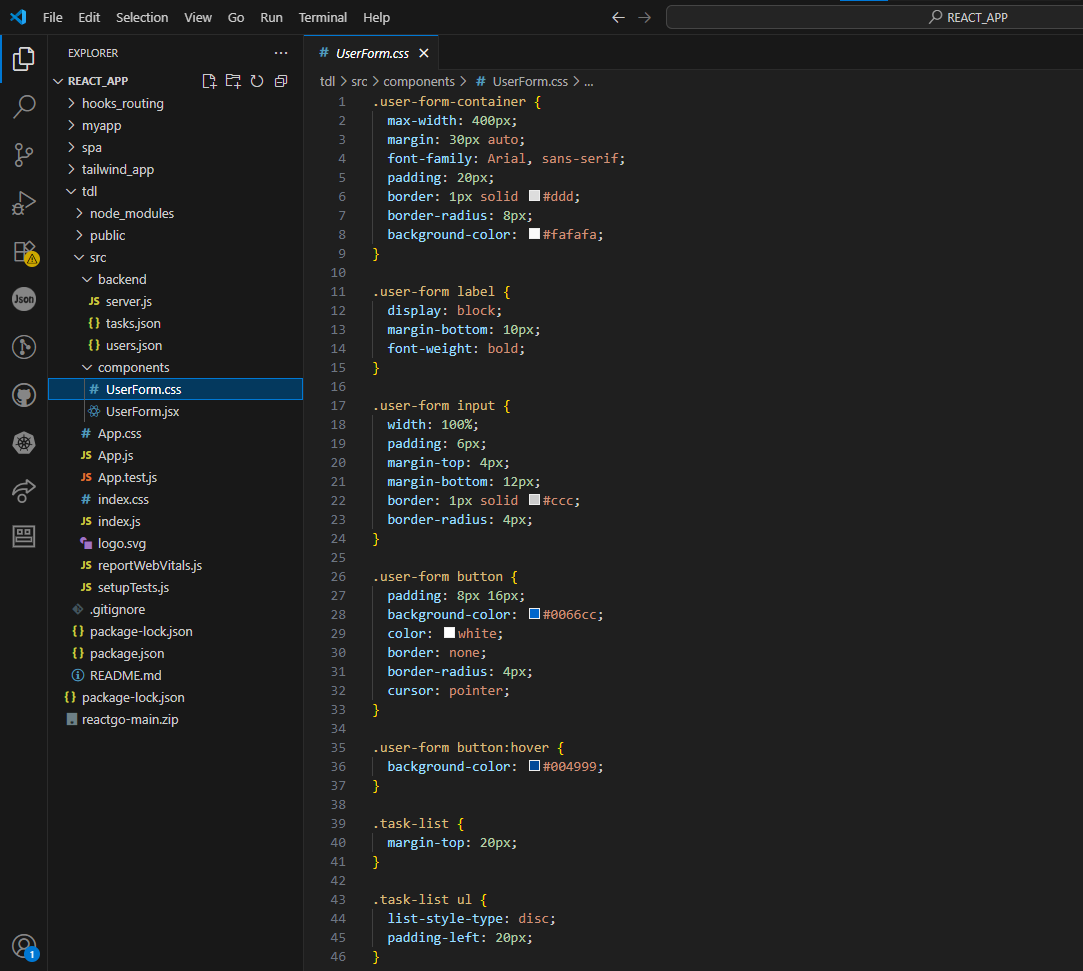 File Edit Selection View Go Run Terminal Help
REACT_APP
EXPLORER
REACT_APP
hooks_routing
myapp
spa
tailwind_app
tdl
node_modules
public
src
backend
JS server.js
{} tasks.json
{} users.json
components
# UserForm.css
UserForm.jsx
# App.css
JS App.js
JS App.test.js
# index.css
JS index.js
logo.svg
JS reportWebVitals.js
JS setupTests.js
.gitignore
{} package-lock.json
{} package.json
README.md
{} package-lock.json
reactgo-main.zip
Json
1
# UserForm.css
tdl > src > components > # UserForm.css > ...
1 .user-form-container {
2 max-width: 400px;
3 margin: 30px auto;
4 font-family: Arial, sans-serif;
5 padding: 20px;
6 border: 1px solid #ddd;
7 border-radius: 8px;
8 background-color: #fafafa;
9 }
10
11 .user-form label {
12 display: block;
13 margin-bottom: 10px;
14 font-weight: bold;
15 }
16
17 .user-form input {
18 width: 100%;
19 padding: 6px;
20 margin-top: 4px;
21 margin-bottom: 12px;
22 border: 1px solid #ccc;
23 border-radius: 4px;
24 }
25
26 .user-form button {
27 padding: 8px 16px;
28 background-color: #0066cc;
29 color: white;
30 border: none;
31 border-radius: 4px;
32 cursor: pointer;
33 }
34
35 .user-form button:hover {
36 background-color: #004999;
37 }
38
39 .task-list {
40 margin-top: 20px;
41 }
42
43 .task-list ul {
44 list-style-type: disc;
45 padding-left: 20px;
46 }